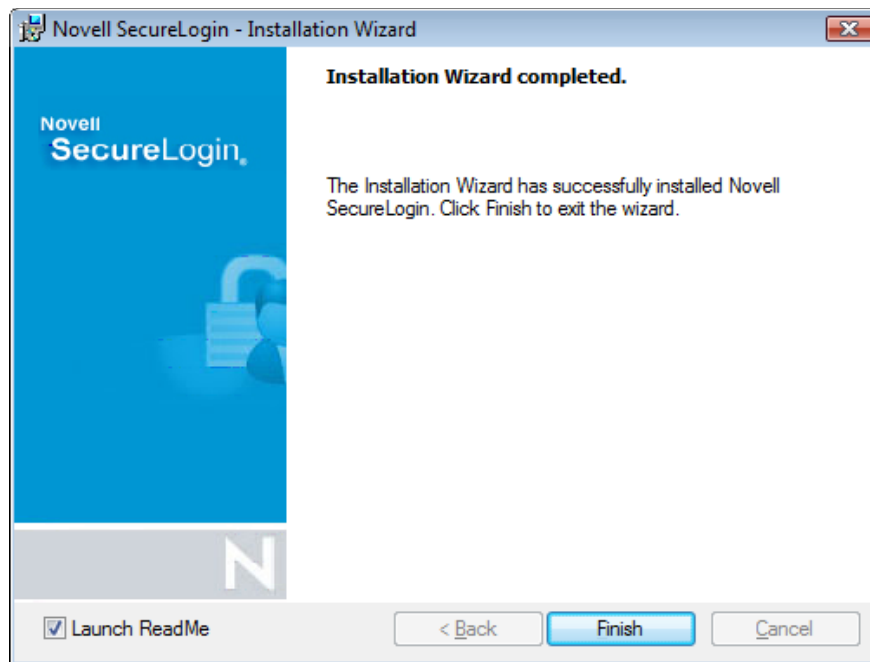 Novell SecureLogin - Installation Wizard
Novell
SecureLogin®
Installation Wizard completed.
The Installation Wizard has successfully installed Novell
SecureLogin. Click Finish to exit the wizard.
N
Launch ReadMe
< Back
Finish
Cancel